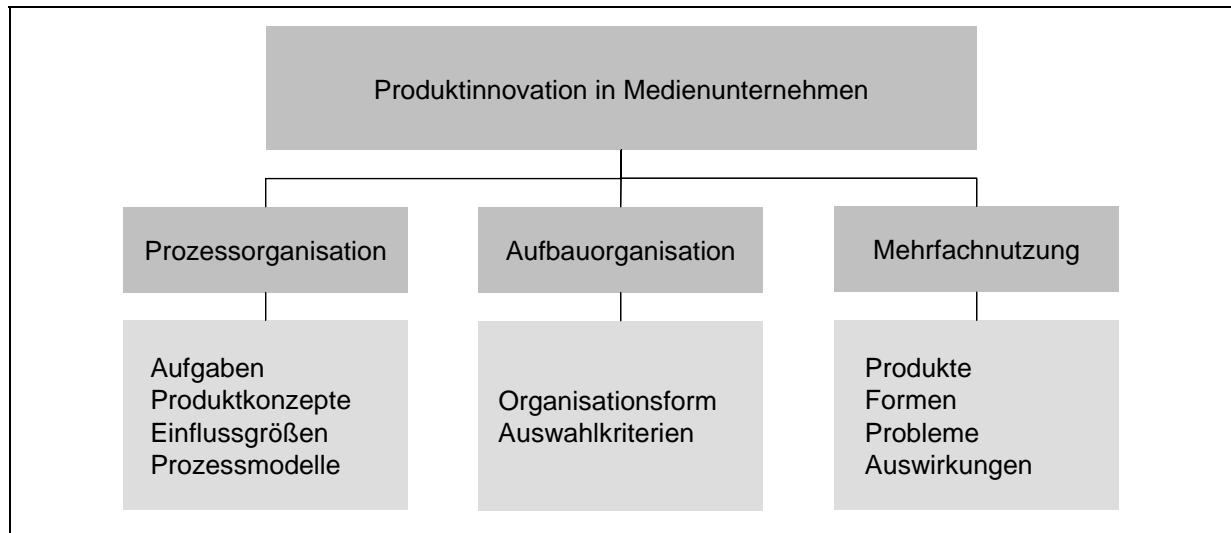 Produktinnovation in Medienunternehmen
Prozessorganisation
Aufbauorganisation
Mehrfachnutzung
Aufgaben
Produktkonzepte
Einflussgrößen
Prozessmodelle
Organisationsform
Auswahlkriterien
Produkte
Formen
Probleme
Auswirkungen